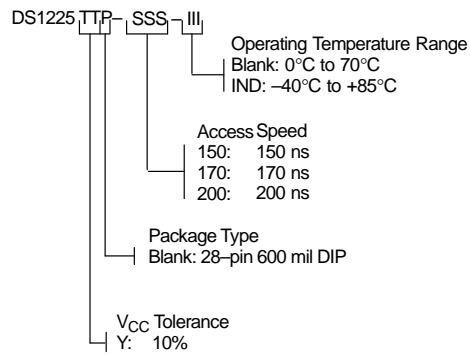 DS1225 TTP– SSS –III
Operating Temperature Range
Blank: 0°C to 70°C
IND: –40°C to +85°C
Access Speed
150: 150 ns
170: 170 ns
200: 200 ns
Package Type
Blank: 28–pin 600 mil DIP
VCC Tolerance
Y: 10%